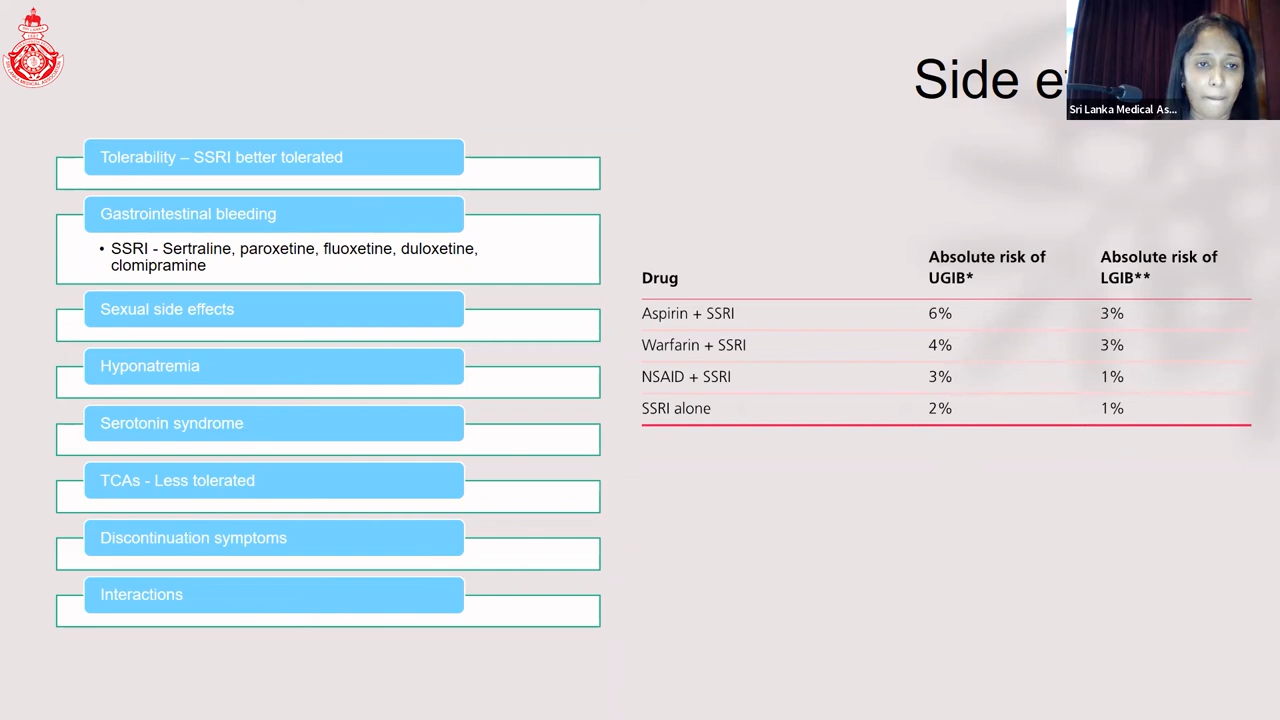 Side e
Sri Lanka Medical As...
Tolerability – SSRI better tolerated
Gastrointestinal bleeding
• SSRI - Sertraline, paroxetine, fluoxetine, duloxetine,
clomipramine
Sexual side effects
Hyponatremia
Serotonin syndrome
TCAs - Less tolerated
Discontinuation symptoms
Interactions
Drug Absolute risk of UGIB* Absolute risk of LGIB**
Aspirin + SSRI 6% 3%
Warfarin + SSRI 4% 3%
NSAID + SSRI 3% 1%
SSRI alone 2% 1%